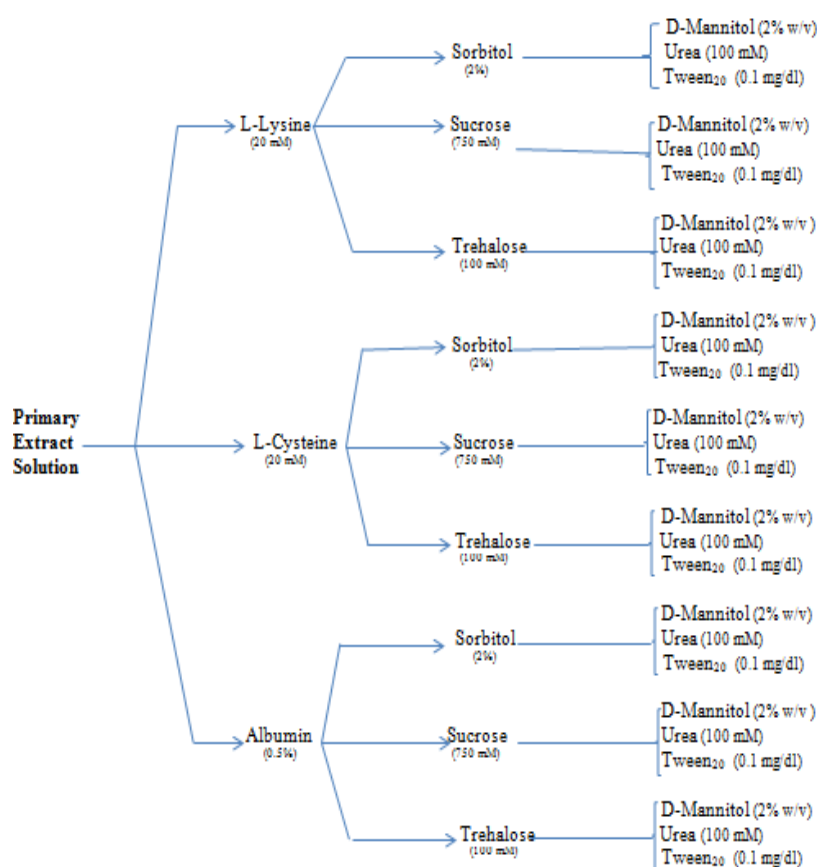 Sorbitol
(2%)
D-Mannitol (2% w/v)
Urea (100 mM)
Tween₂₀ (0.1 mg/dl)
L-Lysine
(20 mM)
Sucrose
(750 mM)
D-Mannitol (2% w/v)
Urea (100 mM)
Tween₂₀ (0.1 mg/dl)
Trehalose
(100 mM)
D-Mannitol (2% w/v )
Urea (100 mM)
Tween₂₀ (0.1 mg/dl)
Primary
Extract
Solution
L-Cysteine
(20 mM)
Sorbitol
(2%)
D-Mannitol (2% w/v)
Urea (100 mM)
Tween₂₀ (0.1 mg/dl)
Sucrose
(750 mM)
D-Mannitol (2% w/v)
Urea (100 mM)
Tween₂₀ (0.1 mg/dl)
Trehalose
(100 mM)
D-Mannitol (2% w/v)
Urea (100 mM)
Tween₂₀ (0.1 mg/dl)
Albumin
(0.5%)
Sorbitol
(2%)
D-Mannitol (2% w/v)
Urea (100 mM)
Tween₂₀ (0.1 mg/dl)
Sucrose
(750 mM)
D-Mannitol (2% w/v)
Urea (100 mM)
Tween₂₀ (0.1 mg/dl)
Trehalose
(100 mM)
D-Mannitol (2% w/v)
Urea (100 mM)
Tween₂₀ (0.1 mg/dl)